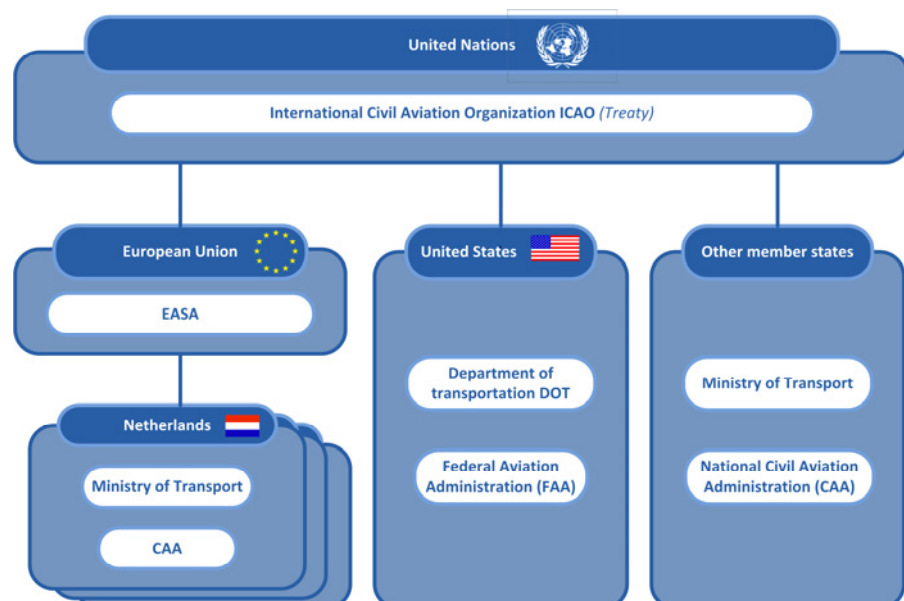 United Nations
International Civil Aviation Organization ICAO (Treaty)
European Union
EASA
Netherlands
Ministry of Transport
CAA
United States
Department of
transportation DOT
Federal Aviation
Administration (FAA)
Other member states
Ministry of Transport
National Civil Aviation
Administration (CAA)